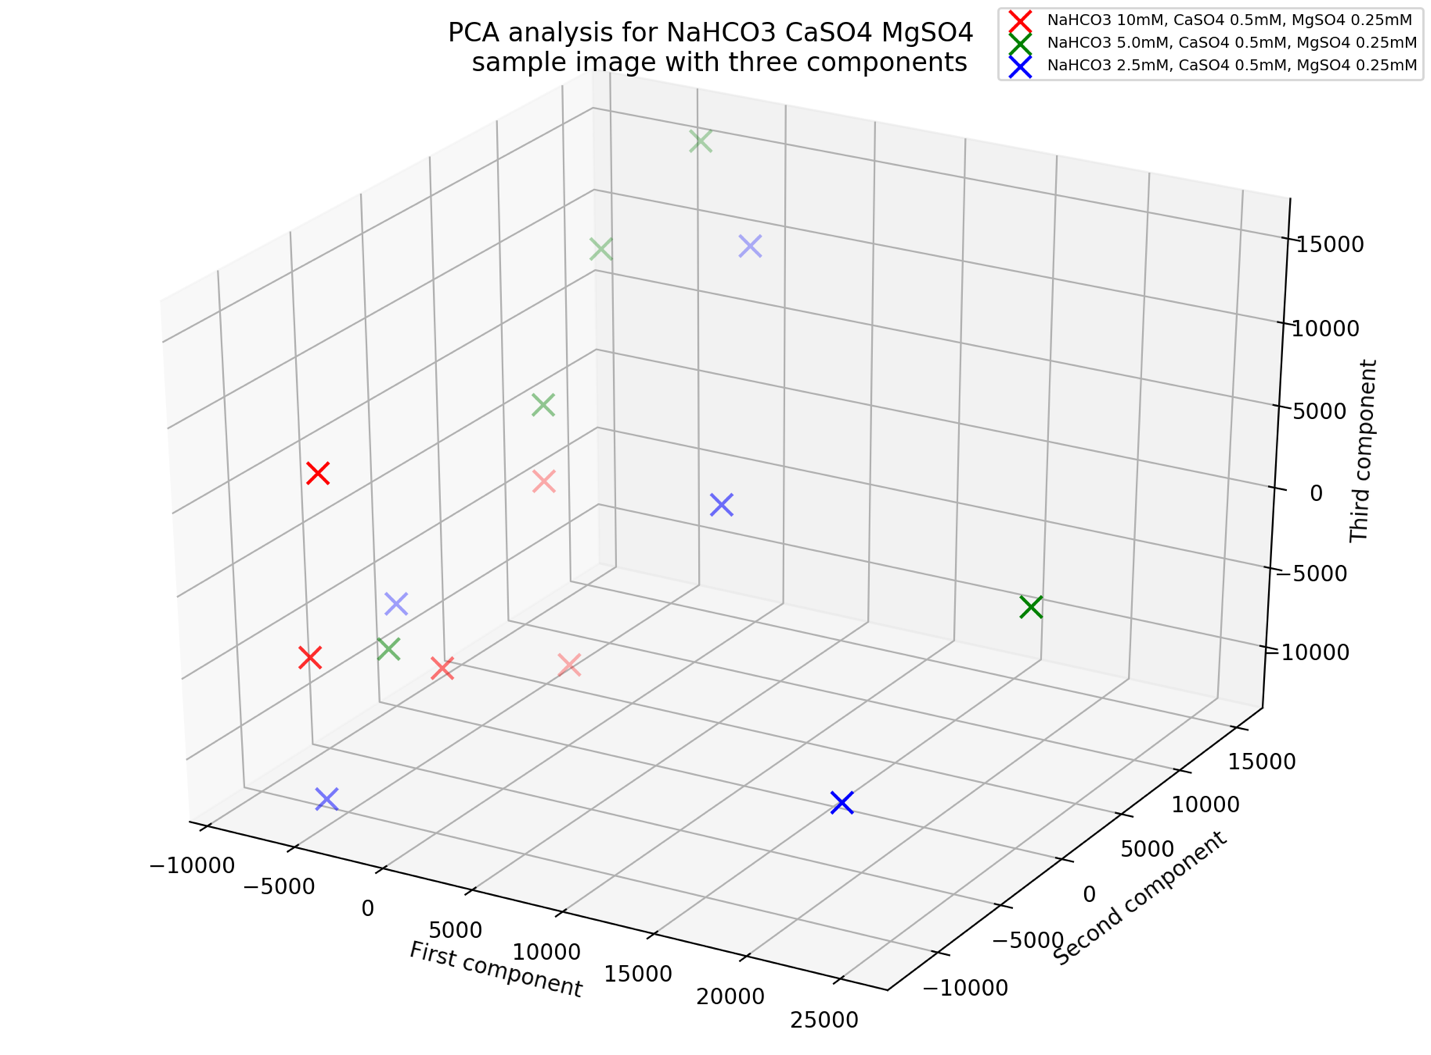 PCA analysis for NaHCO3 CaSO4 MgSO4
sample image with three components
NaHCO3 10mM, CaSO4 0.5mM, MgSO4 0.25mM
NaHCO3 5.0mM, CaSO4 0.5mM, MgSO4 0.25mM
NaHCO3 2.5mM, CaSO4 0.5mM, MgSO4 0.25mM
15000
10000
5000
0
−5000
−10000
Third component
15000
10000
5000
0
−5000
−10000
Second component
−10000
−5000
0
5000
10000
15000
20000
25000
First component